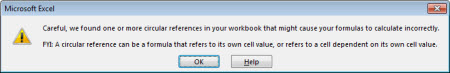 Microsoft Excel
Careful, we found one or more circular references in your workbook that might cause your formulas to calculate incorrectly.
FYI: A circular reference can be a formula that refers to its own cell value, or refers to a cell dependent on its own cell value.
OK Help